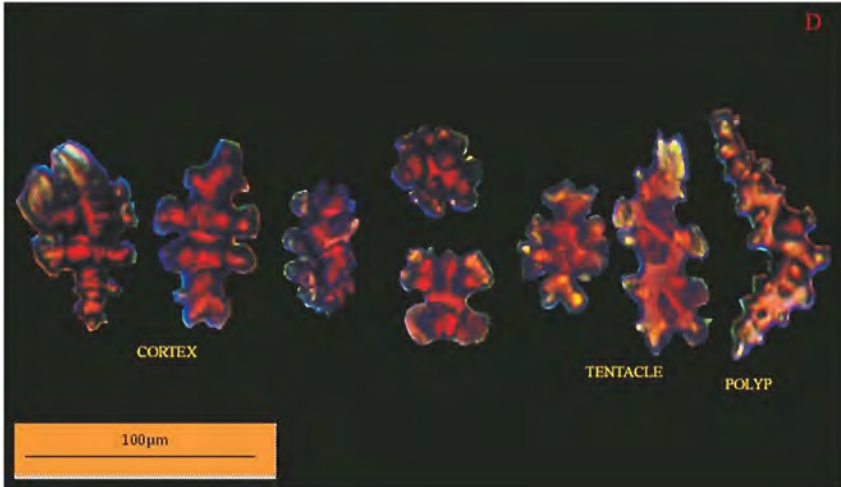 D
CORTEX
TENTACLE
POLYP
100µm